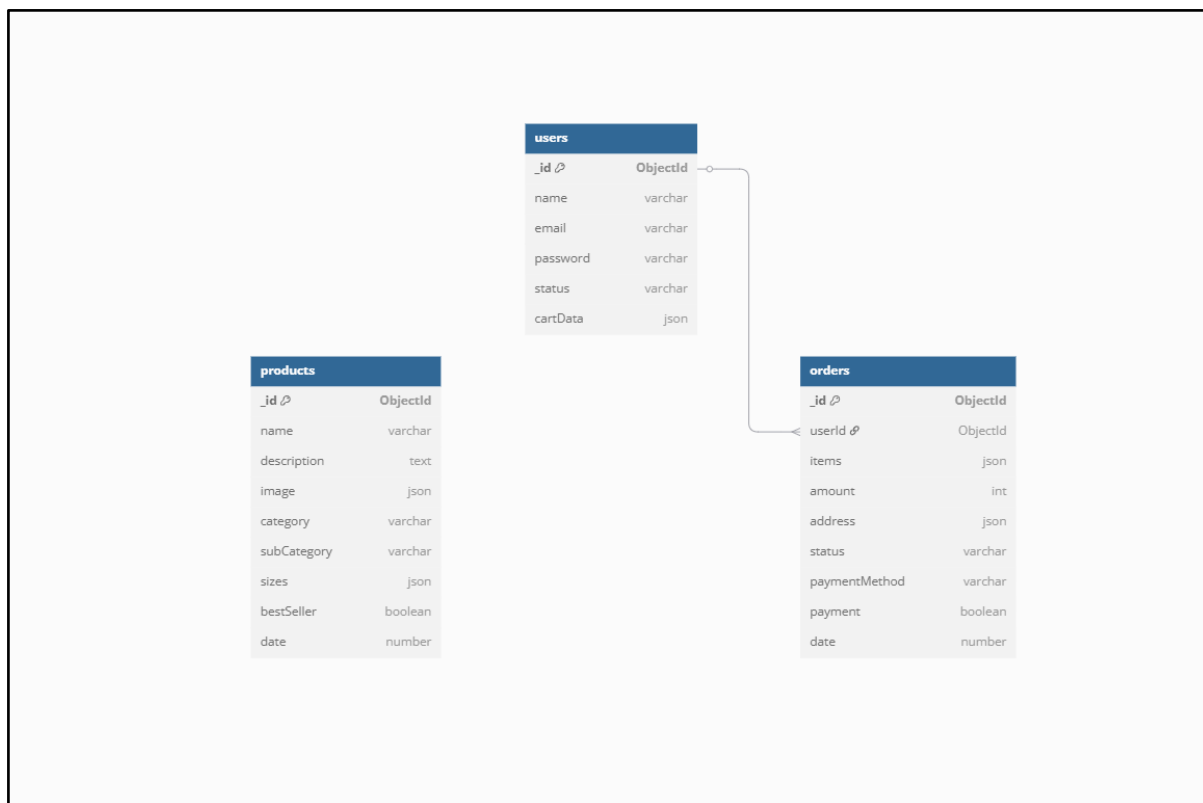 users
_id ObjectId
name varchar
email varchar
password varchar
status varchar
cartData json
products
_id ObjectId
name varchar
description text
image json
category varchar
subCategory varchar
sizes json
bestSeller boolean
date number
orders
_id ObjectId
userId ObjectId
items json
amount int
address json
status varchar
paymentMethod varchar
payment boolean
date number